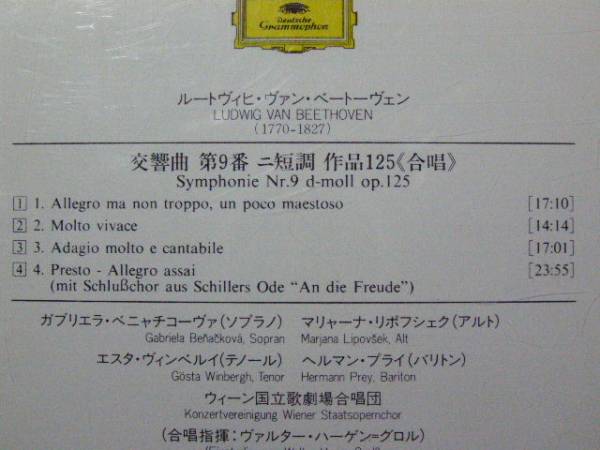 Deutsche
Grammophon
ルートヴィヒ・ヴァン・ベートーヴェン
LUDWIG VAN BEETHOVEN
(1770-1827)
交響曲 第9番 ニ短調 作品125《合唱》
Symphonie Nr.9 d-moll op.125
1 1. Allegro ma non troppo, un poco maestoso [17:10]
2 2. Molto vivace [14:14]
3 3. Adagio molto e cantabile [17:01]
4 4. Presto - Allegro assai [23:55]
(mit Schlußchor aus Schillers Ode “An die Freude”)
ガブリエラ・ベニャチコーヴァ(ソプラノ) マリャーナ・リポフシェク(アルト)
Gabriela Beňačková, Sopran Marjana Lipovšek, Alt
エスタ・ヴィンベルイ(テノール) ヘルマン・プライ(バリトン)
Gösta Winbergh, Tenor Hermann Prey, Bariton
ウィーン国立歌劇場合唱団
Konzertvereinigung Wiener Staatsopernchor
(合唱指揮:ヴァルター・ハーゲン=グロル)